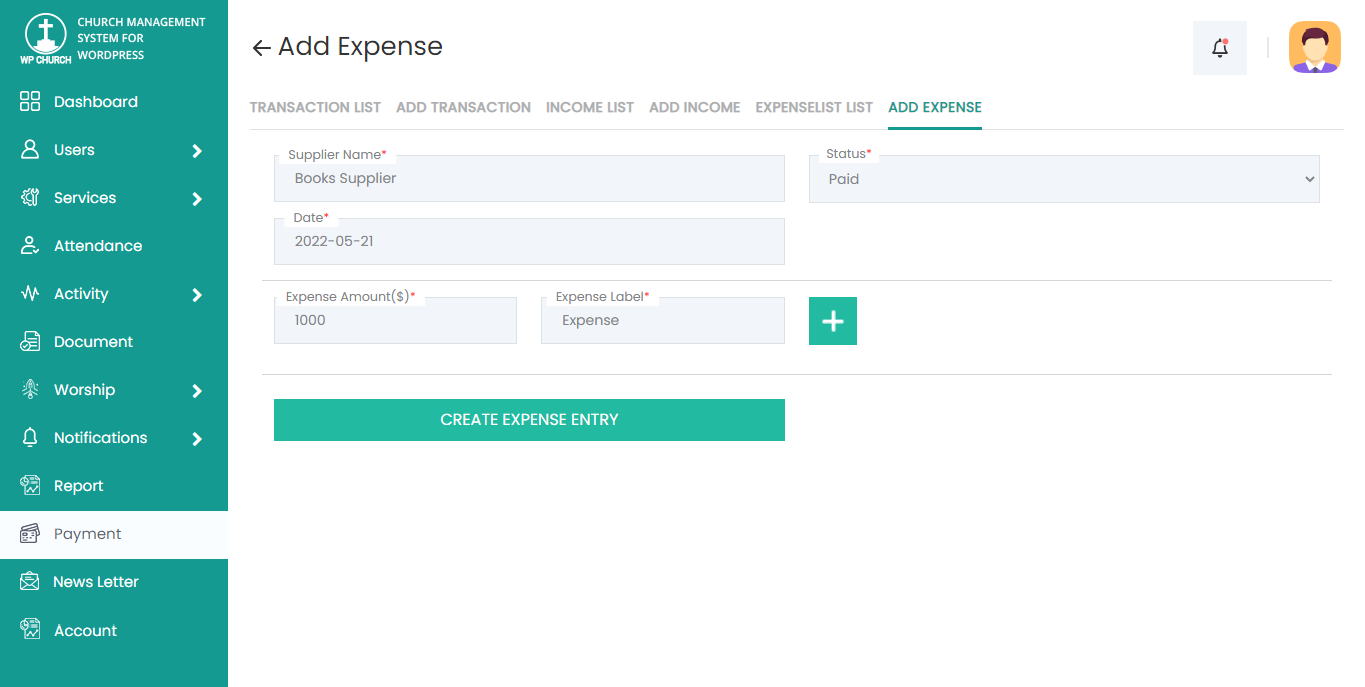 CHURCH MANAGEMENT
SYSTEM FOR
WORDPRESS
WP CHURCH
Dashboard
Users
Services
Attendance
Activity
Document
Worship
Notifications
Report
Payment
News Letter
Account
Add Expense
TRANSACTION LIST ADD TRANSACTION INCOME LIST ADD INCOME EXPENSELIST LIST ADD EXPENSE
Supplier Name* Status*
Books Supplier Paid
Date*
2022-05-21
Expense Amount($)* Expense Label*
1000 Expense
CREATE EXPENSE ENTRY